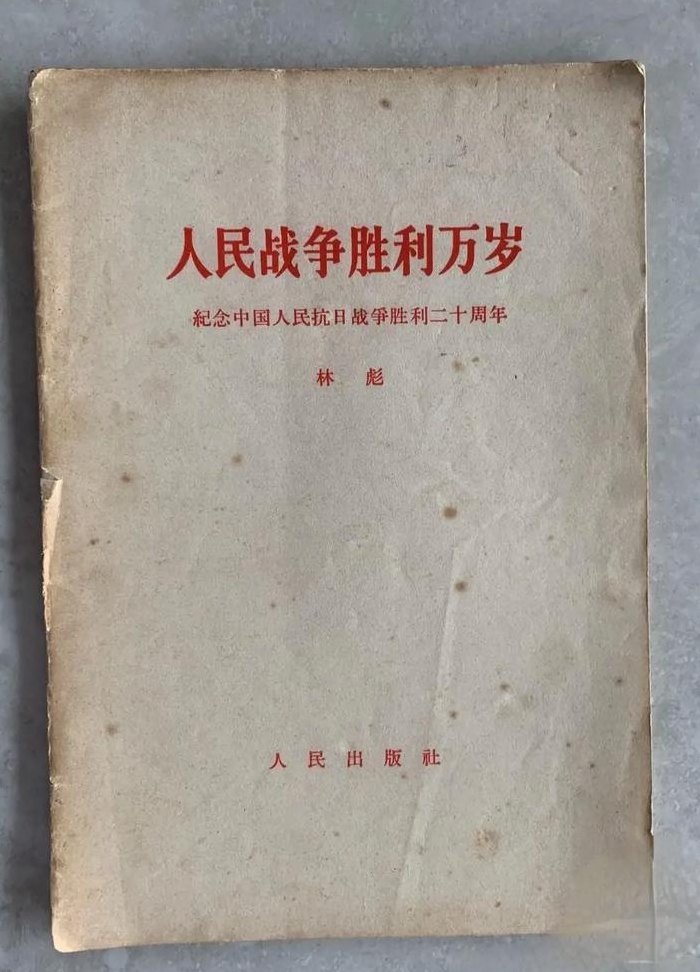 人民战争胜利万岁
紀念中国人民抗日战爭胜利二十周年
林 彪
人民出版社